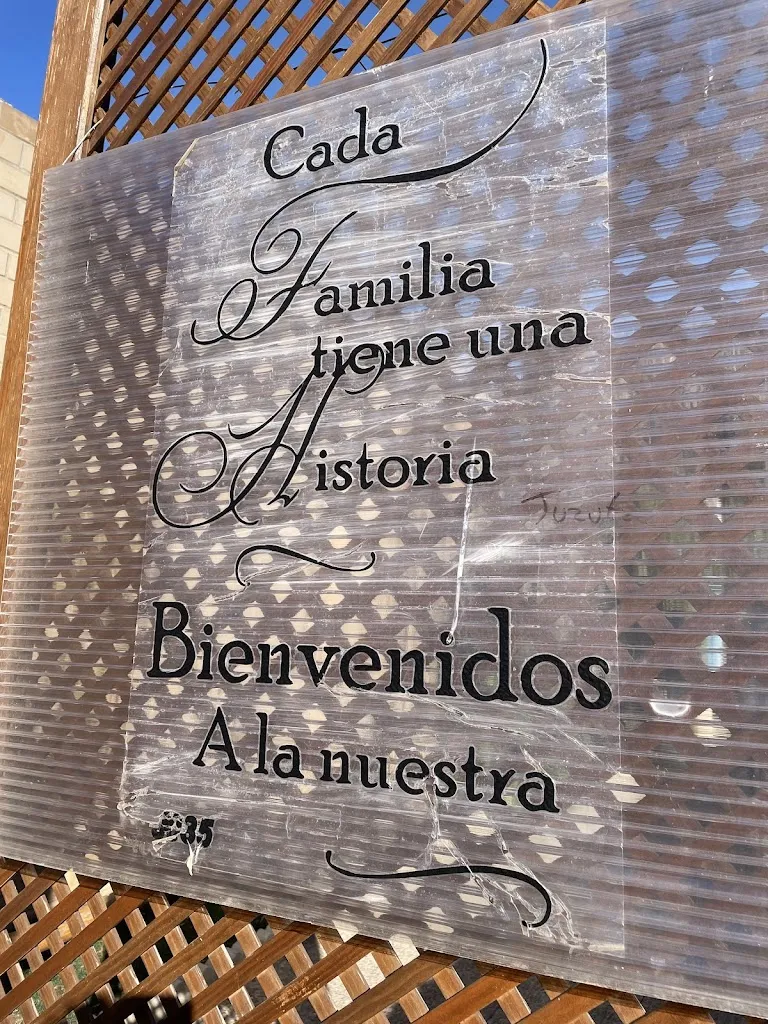 Cada
Familia
tiene una
Historia
Bienvenidos
A la nuestra